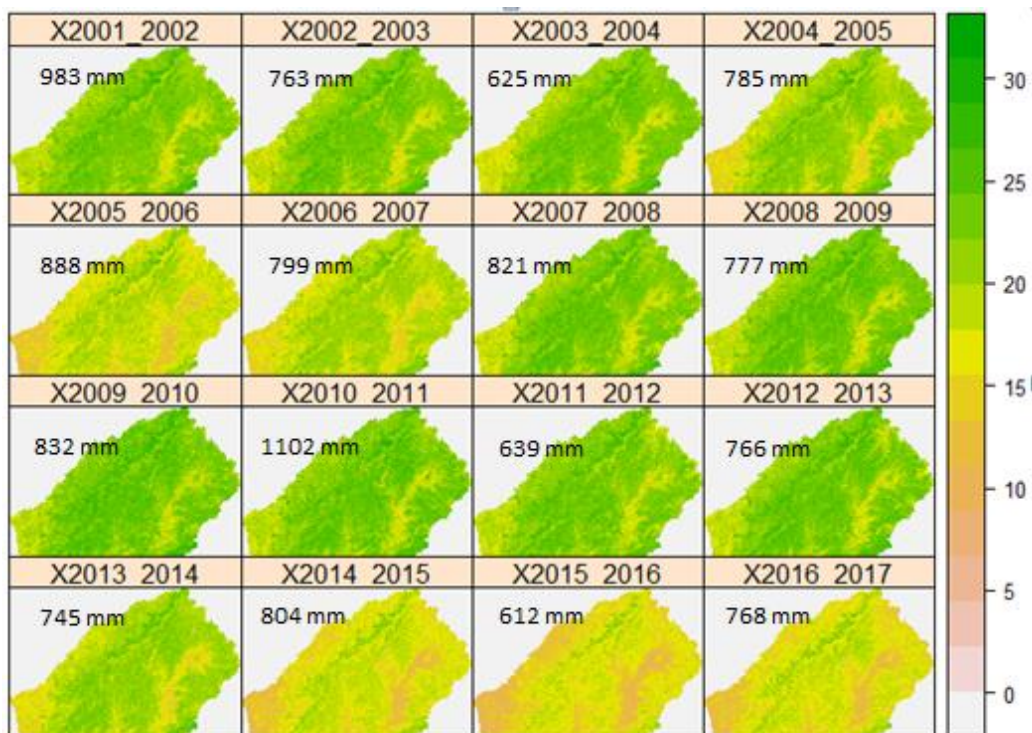 X2001_2002 X2002_2003 X2003_2004 X2004_2005
983 mm 763 mm 625 mm 785 mm
X2005_2006 X2006_2007 X2007_2008 X2008_2009
888 mm 799 mm 821 mm 777 mm
X2009_2010 X2010_2011 X2011_2012 X2012_2013
832 mm 1102 mm 639 mm 766 mm
X2013_2014 X2014_2015 X2015_2016 X2016_2017
745 mm 804 mm 612 mm 768 mm
30
25
20
15
10
5
0